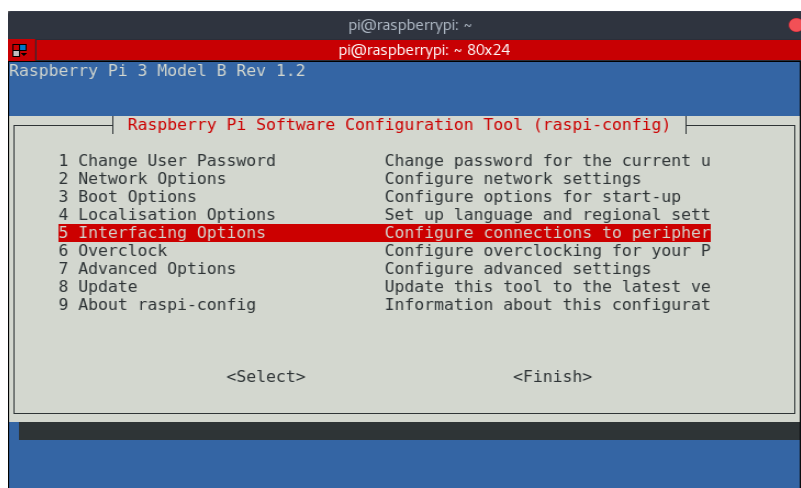 pi@raspberrypi: ~
pi@raspberrypi: ~ 80x24
Raspberry Pi 3 Model B Rev 1.2
Raspberry Pi Software Configuration Tool (raspi-config)
1 Change User Password Change password for the current u
2 Network Options Configure network settings
3 Boot Options Configure options for start-up
4 Localisation Options Set up language and regional sett
5 Interfacing Options Configure connections to peripher
6 Overclock Configure overclocking for your P
7 Advanced Options Configure advanced settings
8 Update Update this tool to the latest ve
9 About raspi-config Information about this configurat
<Select> <Finish>